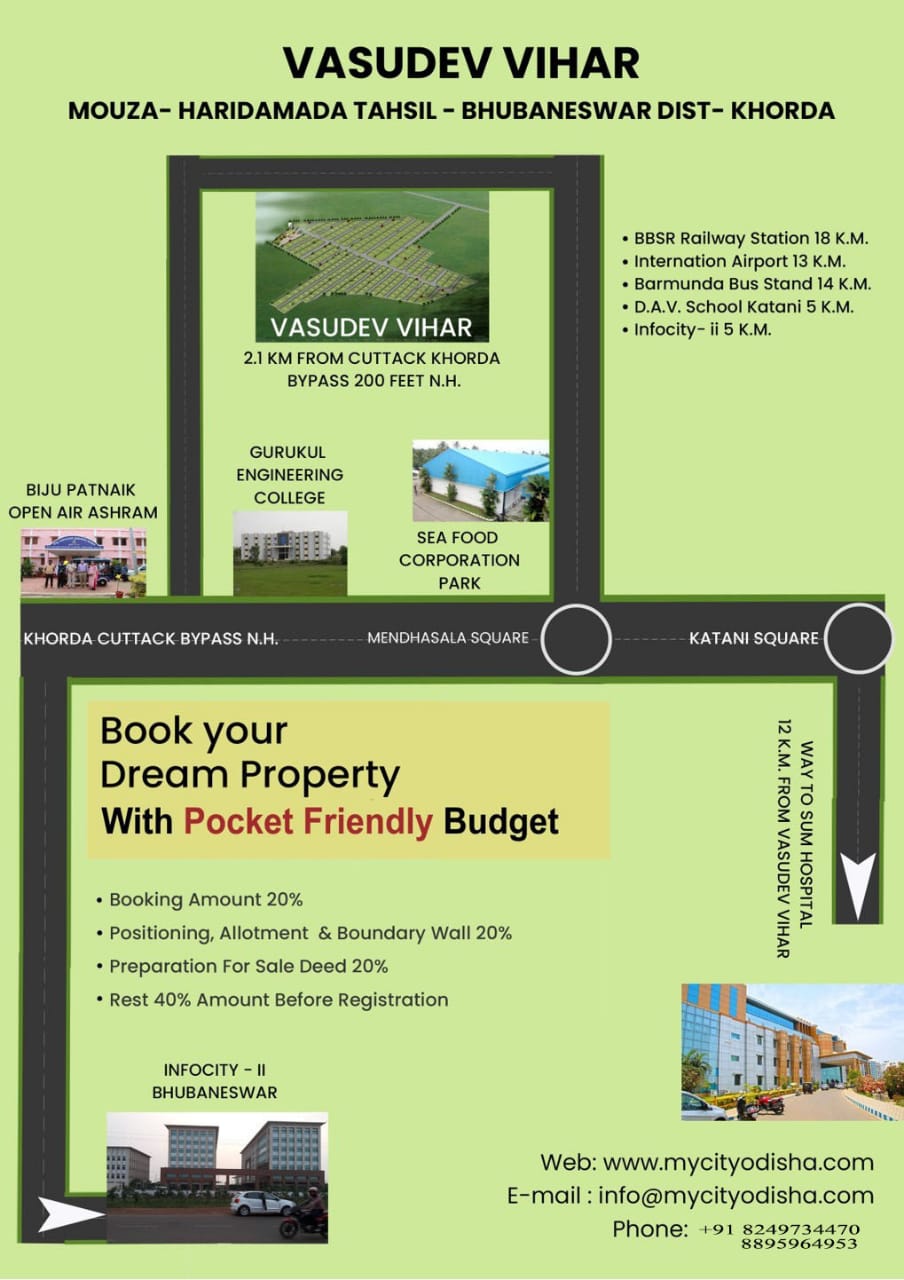 VASUDEV VIHAR
MOUZA- HARIDAMADA TAHSIL - BHUBANESWAR DIST- KHORDA
• BBSR Railway Station 18 K.M.
• Internation Airport 13 K.M.
• Barmunda Bus Stand 14 K.M.
• D.A.V. School Katani 5 K.M.
• Infocity- ii 5 K.M.
VASUDEV VIHAR
2.1 KM FROM CUTTACK KHORDA
BYPASS 200 FEET N.H.
GURUKUL
ENGINEERING
COLLEGE
BIJU PATNAIK
OPEN AIR ASHRAM
SEA FOOD
CORPORATION
PARK
KHORDA CUTTACK BYPASS N.H.
MENDHASALA SQUARE
KATANI SQUARE
Book your
Dream Property
With Pocket Friendly Budget
WAY TO SUM HOSPITAL
12 K.M. FROM VASUDEV VIHAR
• Booking Amount 20%
• Positioning, Allotment & Boundary Wall 20%
• Preparation For Sale Deed 20%
• Rest 40% Amount Before Registration
INFOCITY - II
BHUBANESWAR
Web: www.mycityodisha.com
E-mail : info@mycityodisha.com
Phone: +91 8249734470
8895964953